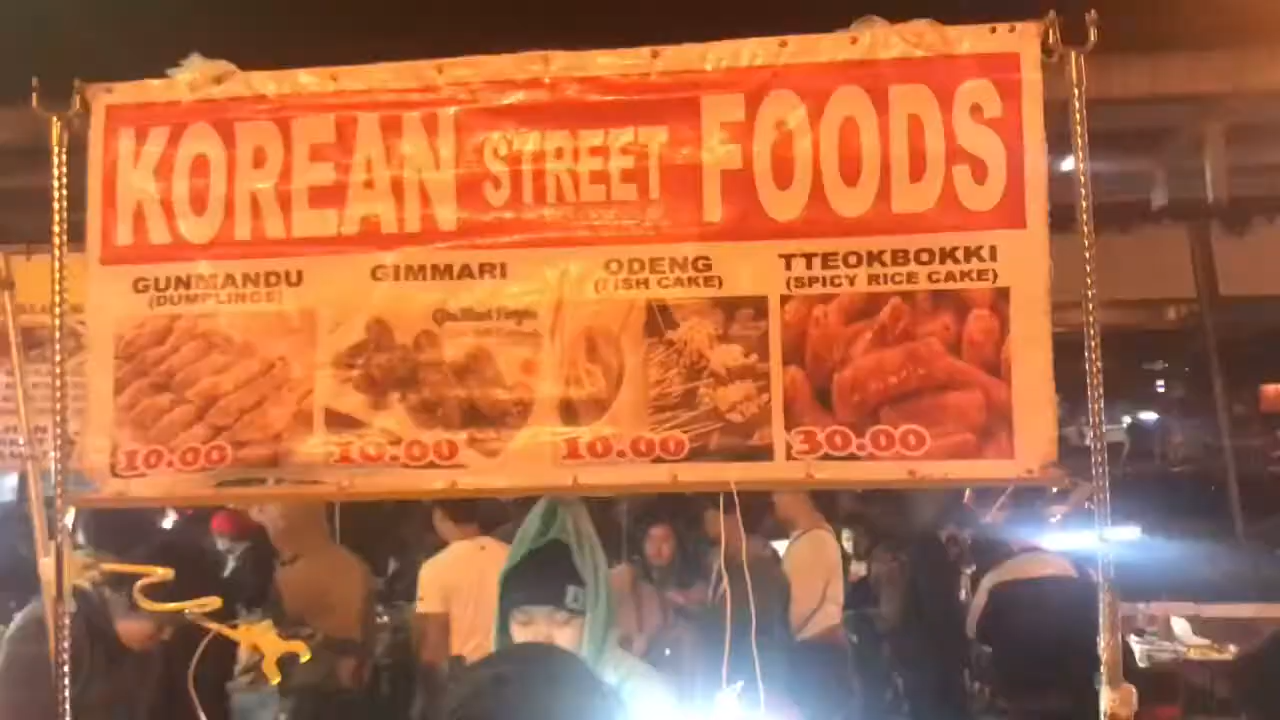 KOREAN STREET FOODS
GUNMANDU
(DUMPLINGS)
GIMMARI
ODENG
(FISH CAKE)
TTEOKBOKKI
(SPICY RICE CAKE)
10.00
10.00
10.00
30.00